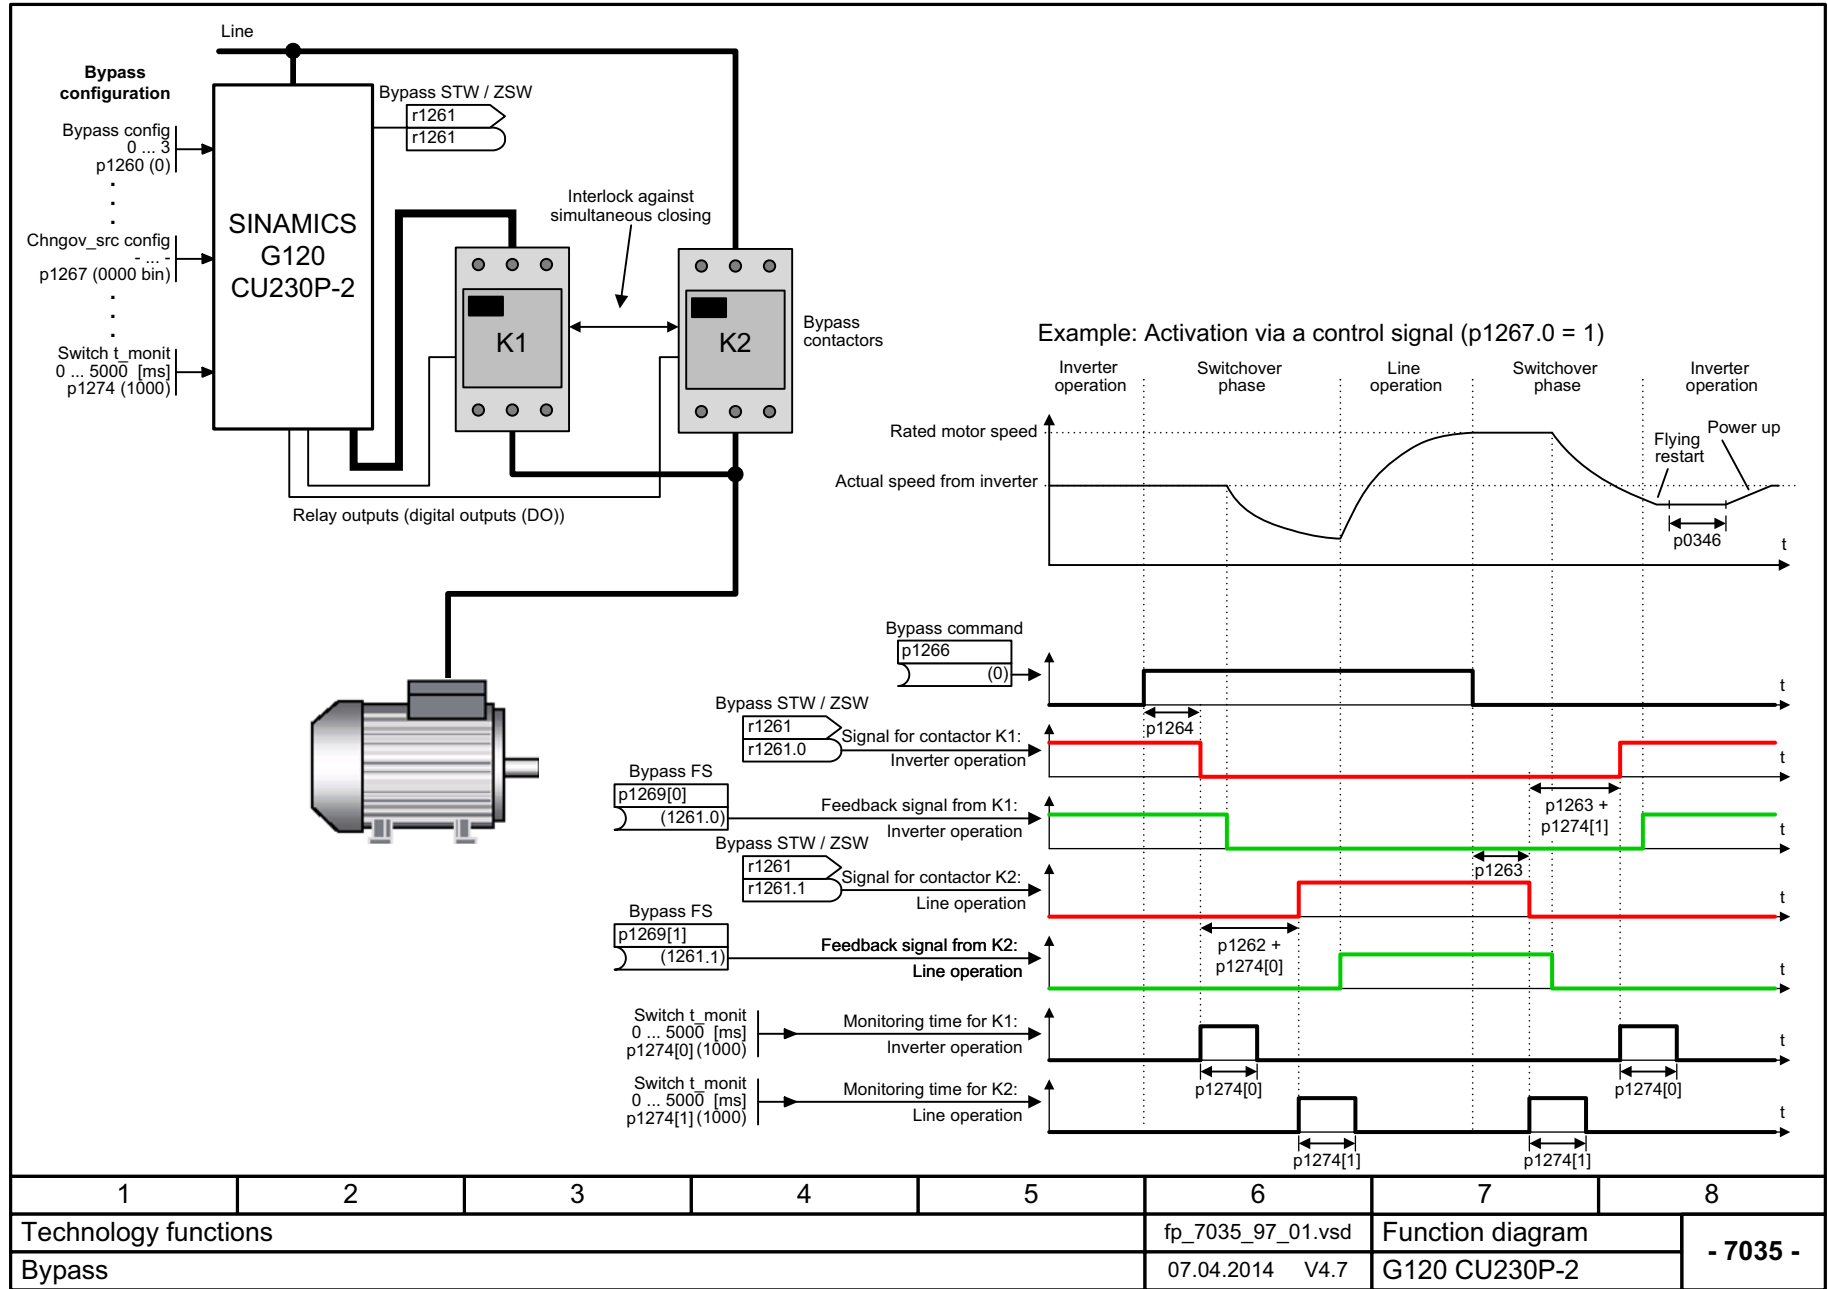 Line
Bypass
configuration
Bypass config
0 ... 3
p1260 (0)
Chngov_src config
- ... -
p1267 (0000 bin)
Switch t_monit
0 ... 5000 [ms]
p1274 (1000)
SINAMICS
G120
CU230P-2
Bypass STW / ZSW
r1261
r1261
Interlock against
simultaneous closing
K1
K2
Bypass
contactors
Relay outputs (digital outputs (DO))
Example: Activation via a control signal (p1267.0 = 1)
Inverter
operation
Switchover
phase
Line
operation
Switchover
phase
Inverter
operation
Rated motor speed
Actual speed from inverter
Flying
restart
Power up
p0346
t
Bypass command
p1266
(0)
t
p1264
Bypass STW / ZSW
r1261
r1261.0
Signal for contactor K1:
Inverter operation
t
p1263 +
p1274[1]
Bypass FS
p1269[0]
(1261.0)
Feedback signal from K1:
Inverter operation
t
p1263
Bypass STW / ZSW
r1261
r1261.1
Signal for contactor K2:
Line operation
t
p1262 +
p1274[0]
Bypass FS
p1269[1]
(1261.1)
Feedback signal from K2:
Line operation
t
Switch t_monit
0 ... 5000 [ms]
p1274[0] (1000)
Monitoring time for K1:
Inverter operation
t
p1274[0]
p1274[0]
Switch t_monit
0 ... 5000 [ms]
p1274[1] (1000)
Monitoring time for K2:
Line operation
t
p1274[1]
p1274[1]
1 2 3 4 5 6 7 8
Technology functions
fp_7035_97_01.vsd
Function diagram
- 7035 -
Bypass
07.04.2014 V4.7
G120 CU230P-2